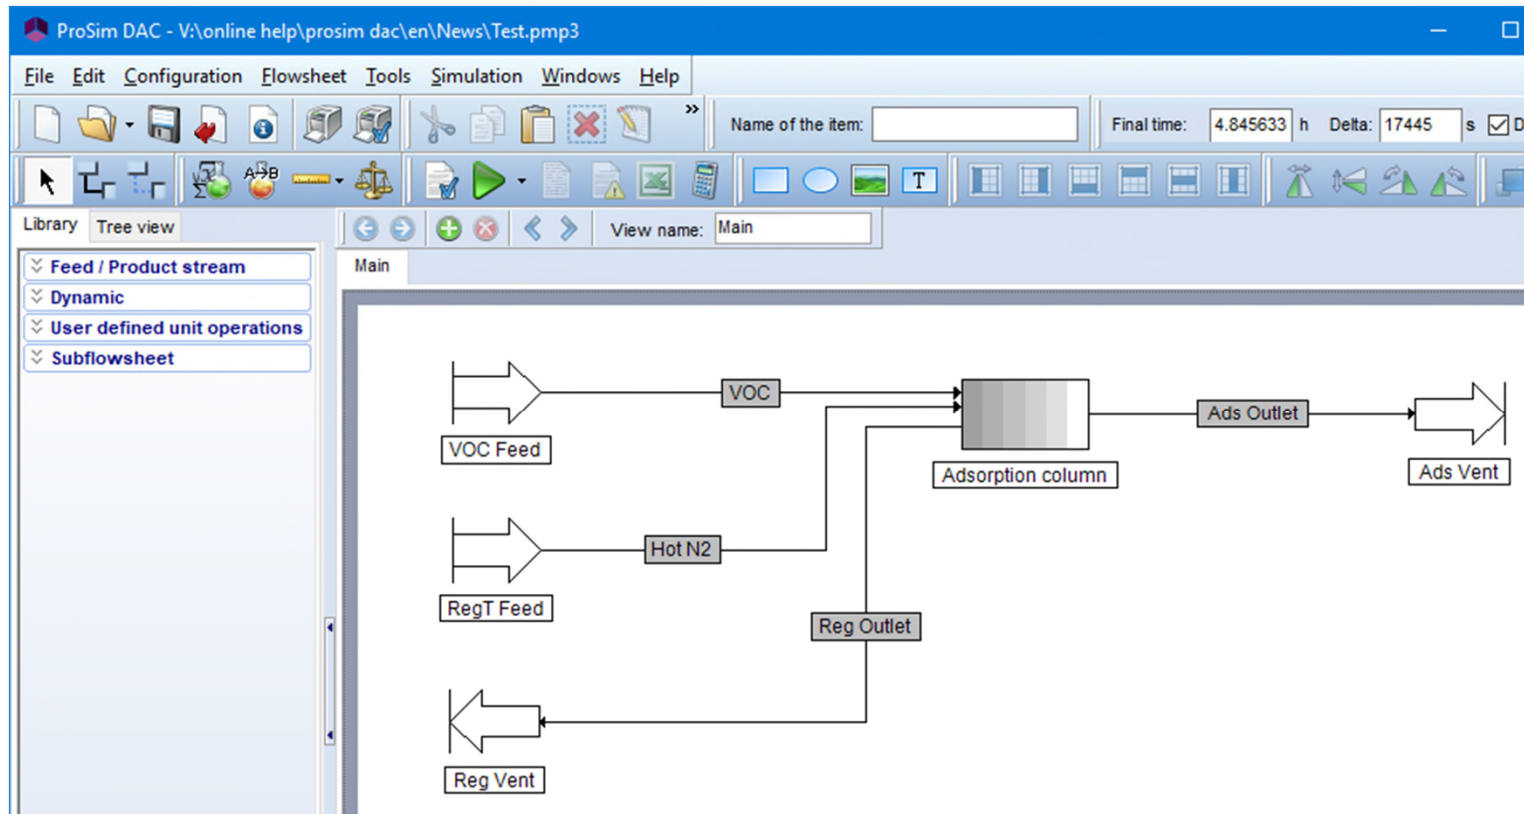 ProSim DAC - V:\online help\prosim dac\en\News\Test.pmp3
File Edit Configuration Flowsheet Tools Simulation Windows Help
Name of the item: Final time: 4.845633 h Delta: 17445 s D
A→B
T
Library Tree view View name: Main
Feed / Product stream
Dynamic
User defined unit operations
Subflowsheet
Main
VOC
VOC Feed
Adsorption column
Ads Outlet
Ads Vent
Hot N2
RegT Feed
Reg Outlet
Reg Vent